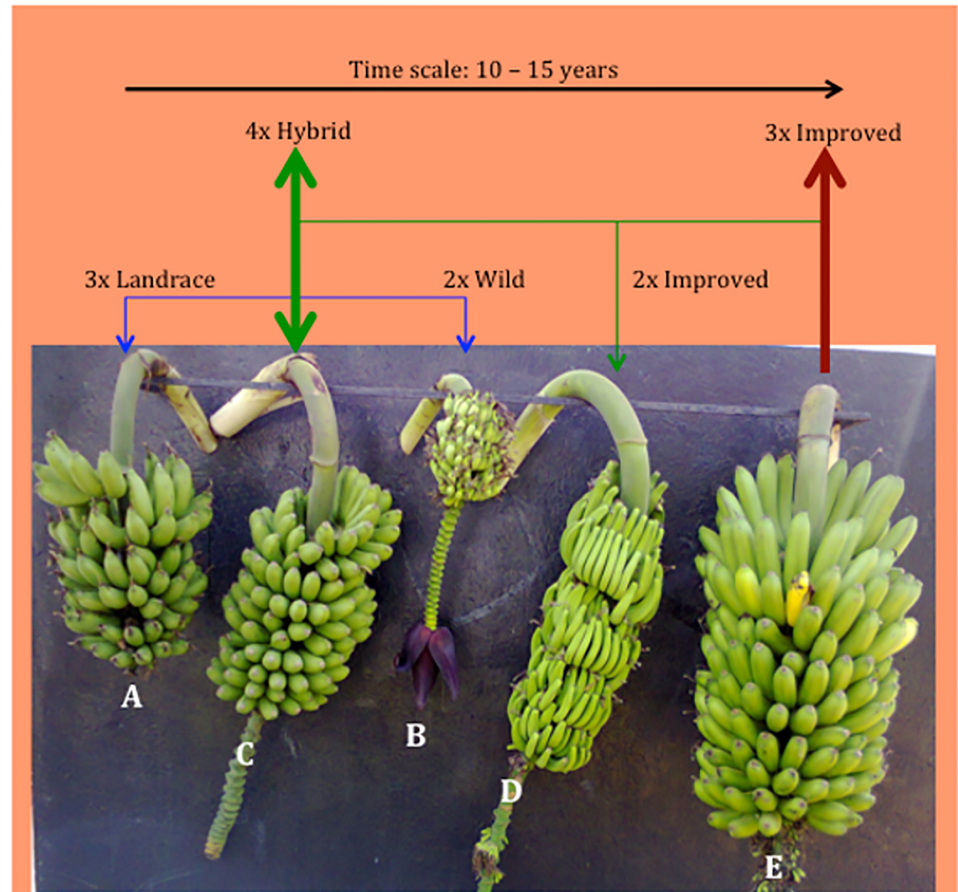 Time scale: 10 – 15 years
4x Hybrid
3x Improved
3x Landrace
2x Wild
2x Improved
A
C
B
D
E